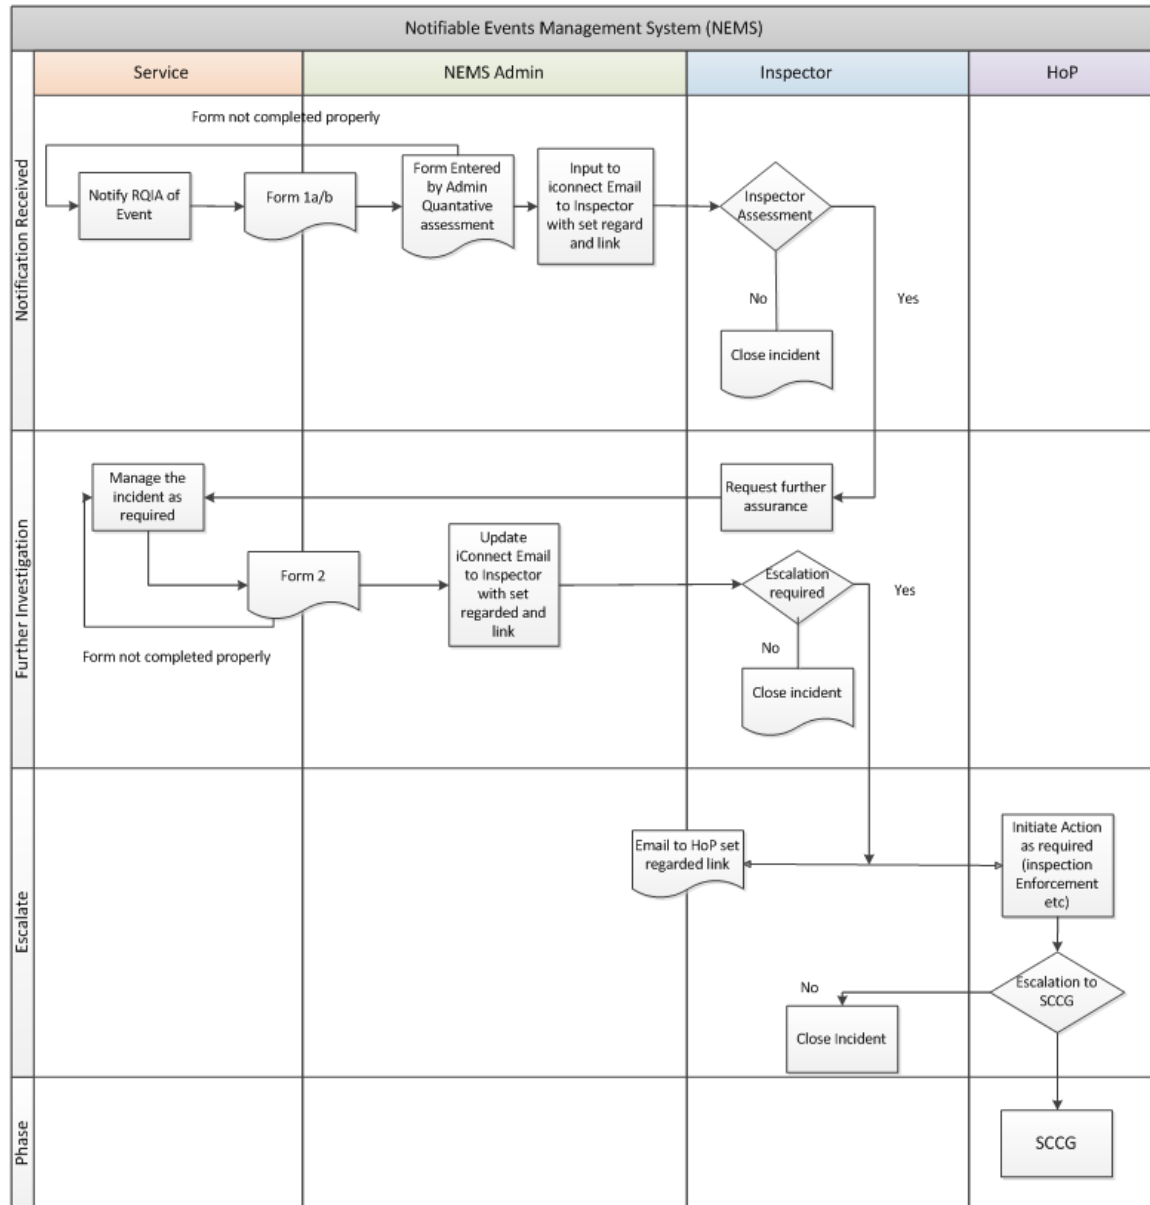 Notifiable Events Management System (NEMS)
Service
NEMS Admin
Inspector
HoP
Notification Received
Form not completed properly
Notify RQIA of
Event
Form 1a/b
Form Entered
by Admin
Quantative
assessment
Input to
iconnect Email
to Inspector
with set regard
and link
Inspector
Assessment
No
Yes
Close incident
Further Investigation
Manage the
incident as
required
Request further
assurance
Form 2
Update
iConnect Email
to Inspector
with set
regarded and
link
Escalation
required
Yes
No
Form not completed properly
Close incident
Escalate
Email to HoP set
regarded link
Initiate Action
as required
(inspection
Enforcement
etc)
Escalation to
SCCG
No
Close Incident
Phase
SCCG